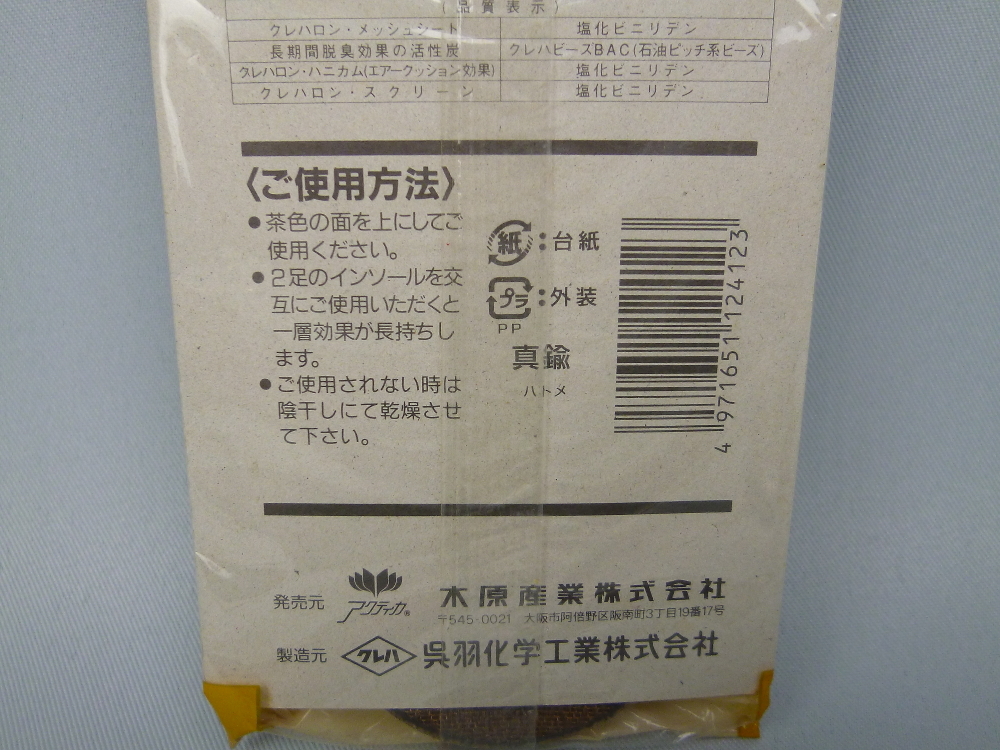 （品質表示）
クレハロン・メッシュシート 塩化ビニリデン
長期間脱臭効果の活性炭 クレハビーズBAC(石油ピッチ系ビーズ)
クレハロン・ハニカム(エアークッション効果) 塩化ビニリデン
クレハロン・スクリーン 塩化ビニリデン
〈ご使用方法〉
●茶色の面を上にしてご
使用ください。
●2足のインソールを交
互にご使用いただくと
一層効果が長持ちし
ます。
●ご使用されない時は
陰干しにて乾燥させ
て下さい。
紙：台紙
プラ：外装
PP
真鍮
ハトメ
4 971651 124123
発売元 アクティカ® 木原産業株式会社
〒545-0021 大阪市阿倍野区阪南町3丁目19番17号
製造元 クレハ 呉羽化学工業株式会社